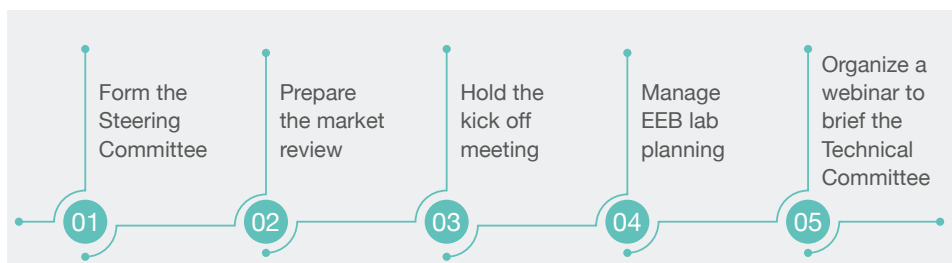 Form the
Steering
Committee
Prepare
the market
review
Hold the
kick off
meeting
Manage
EEB lab
planning
Organize a
webinar to
brief the
Technical
Committee
01
02
03
04
05